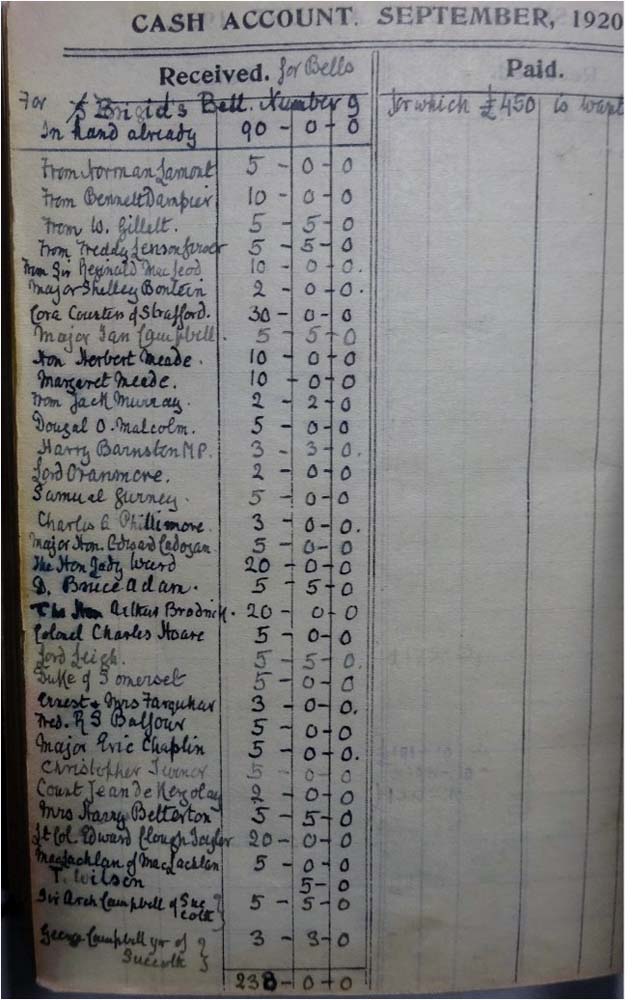 CASH ACCOUNT. SEPTEMBER, 1920
Received. for Bells Paid.
For S Brigid's Bell. Number 9 for which £450 is want
In hand already 90 - 0 - 0
From Norman Lamont 5 - 0 - 0
From Bennett Dampier 10 - 0 - 0
From W. Gillett. 5 - 5 - 0
From Freddy 5 - 5 - 0
From Sir Reginald MacLeod 10 - 0 - 0.
Major Shelley Bontein 2 - 0 - 0.
Cora Countess of Strafford. 30 - 0 - 0
Major Ian Campbell. 5 - 5 - 0
Hon Herbert Meade. 10 - 0 - 0
Margaret Meade. 10 - 0 - 0
From Jack Murray. 2 - 2 - 0
Dougal O. Malcolm. 5 - 0 - 0
Harry Barnston M.P. 3 - 3 - 0.
Lord Oranmore. 2 - 0 - 0
Samuel Gurney. 5 - 0 - 0
Charles G Phillimore. 3 - 0 - 0.
Major Hon. Edward Cadogan. 5 - 0 - 0
The Hon Lady Ward 20 - 0 - 0
D. Bruce Adam. 5 - 5 - 0
The Hon Arthur Brodrick. 20 - 0 - 0
Colonel Charles Hoare 5 - 0 - 0
Lord Leigh. 5 - 5 - 0.
Duke of Somerset 5 - 0 - 0
Ernest & Mrs Farquhar 3 - 0 - 0.
Fred. R S Balfour 5 - 0 - 0
Major Eric Chaplin 5 - 0 - 0.
Christopher Turnor 5 - 0 - 0
Count Jean de Kergolay 2 - 0 - 0
Mrs Harry Betterton 5 - 5 - 0
Lt Col. Edward Clough Taylor 20 - 0 - 0
MacLachlan of MacLachlan 5 - 0 - 0
T. Wilson 5 - 0
Sir Arch Campbell of Succoth 5 - 5 - 0
George Campbell yr of Succoth 3 - 3 - 0
238 - 0 - 0